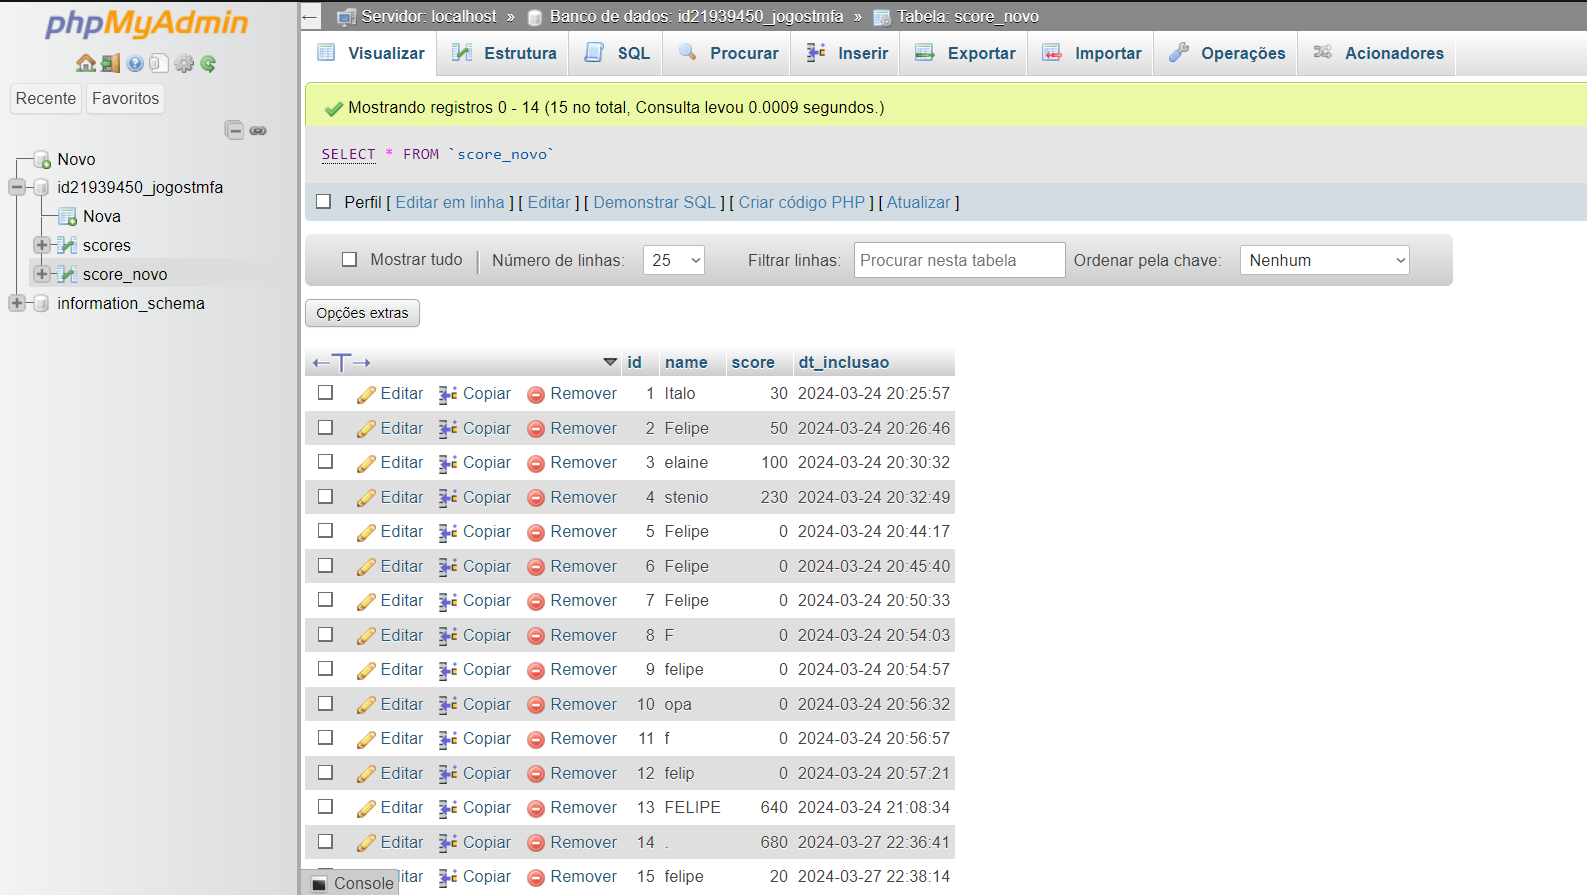 phpMyAdmin
Recente Favoritos
Novo
id21939450_jogostmfa
Nova
scores
score_novo
information_schema
Servidor: localhost » Banco de dados: id21939450_jogostmfa » Tabela: score_novo
Visualizar Estrutura SQL Procurar Inserir Exportar Importar Operações Acionadores
Mostrando registros 0 - 14 (15 no total, Consulta levou 0.0009 segundos.)
SELECT * FROM `score_novo`
Perfil [ Editar em linha ] [ Editar ] [ Demonstrar SQL ] [ Criar código PHP ] [ Atualizar ]
Mostrar tudo | Número de linhas: 25 Filtrar linhas: Procurar nesta tabela Ordenar pela chave: Nenhum
Opções extras
←T→ id name score dt_inclusao
Editar Copiar Remover 1 Italo 30 2024-03-24 20:25:57
Editar Copiar Remover 2 Felipe 50 2024-03-24 20:26:46
Editar Copiar Remover 3 elaine 100 2024-03-24 20:30:32
Editar Copiar Remover 4 stenio 230 2024-03-24 20:32:49
Editar Copiar Remover 5 Felipe 0 2024-03-24 20:44:17
Editar Copiar Remover 6 Felipe 0 2024-03-24 20:45:40
Editar Copiar Remover 7 Felipe 0 2024-03-24 20:50:33
Editar Copiar Remover 8 F 0 2024-03-24 20:54:03
Editar Copiar Remover 9 felipe 0 2024-03-24 20:54:57
Editar Copiar Remover 10 opa 0 2024-03-24 20:56:32
Editar Copiar Remover 11 f 0 2024-03-24 20:56:57
Editar Copiar Remover 12 felip 0 2024-03-24 20:57:21
Editar Copiar Remover 13 FELIPE 640 2024-03-24 21:08:34
Editar Copiar Remover 14 . 680 2024-03-27 22:36:41
itar Copiar Remover 15 felipe 20 2024-03-27 22:38:14
Console